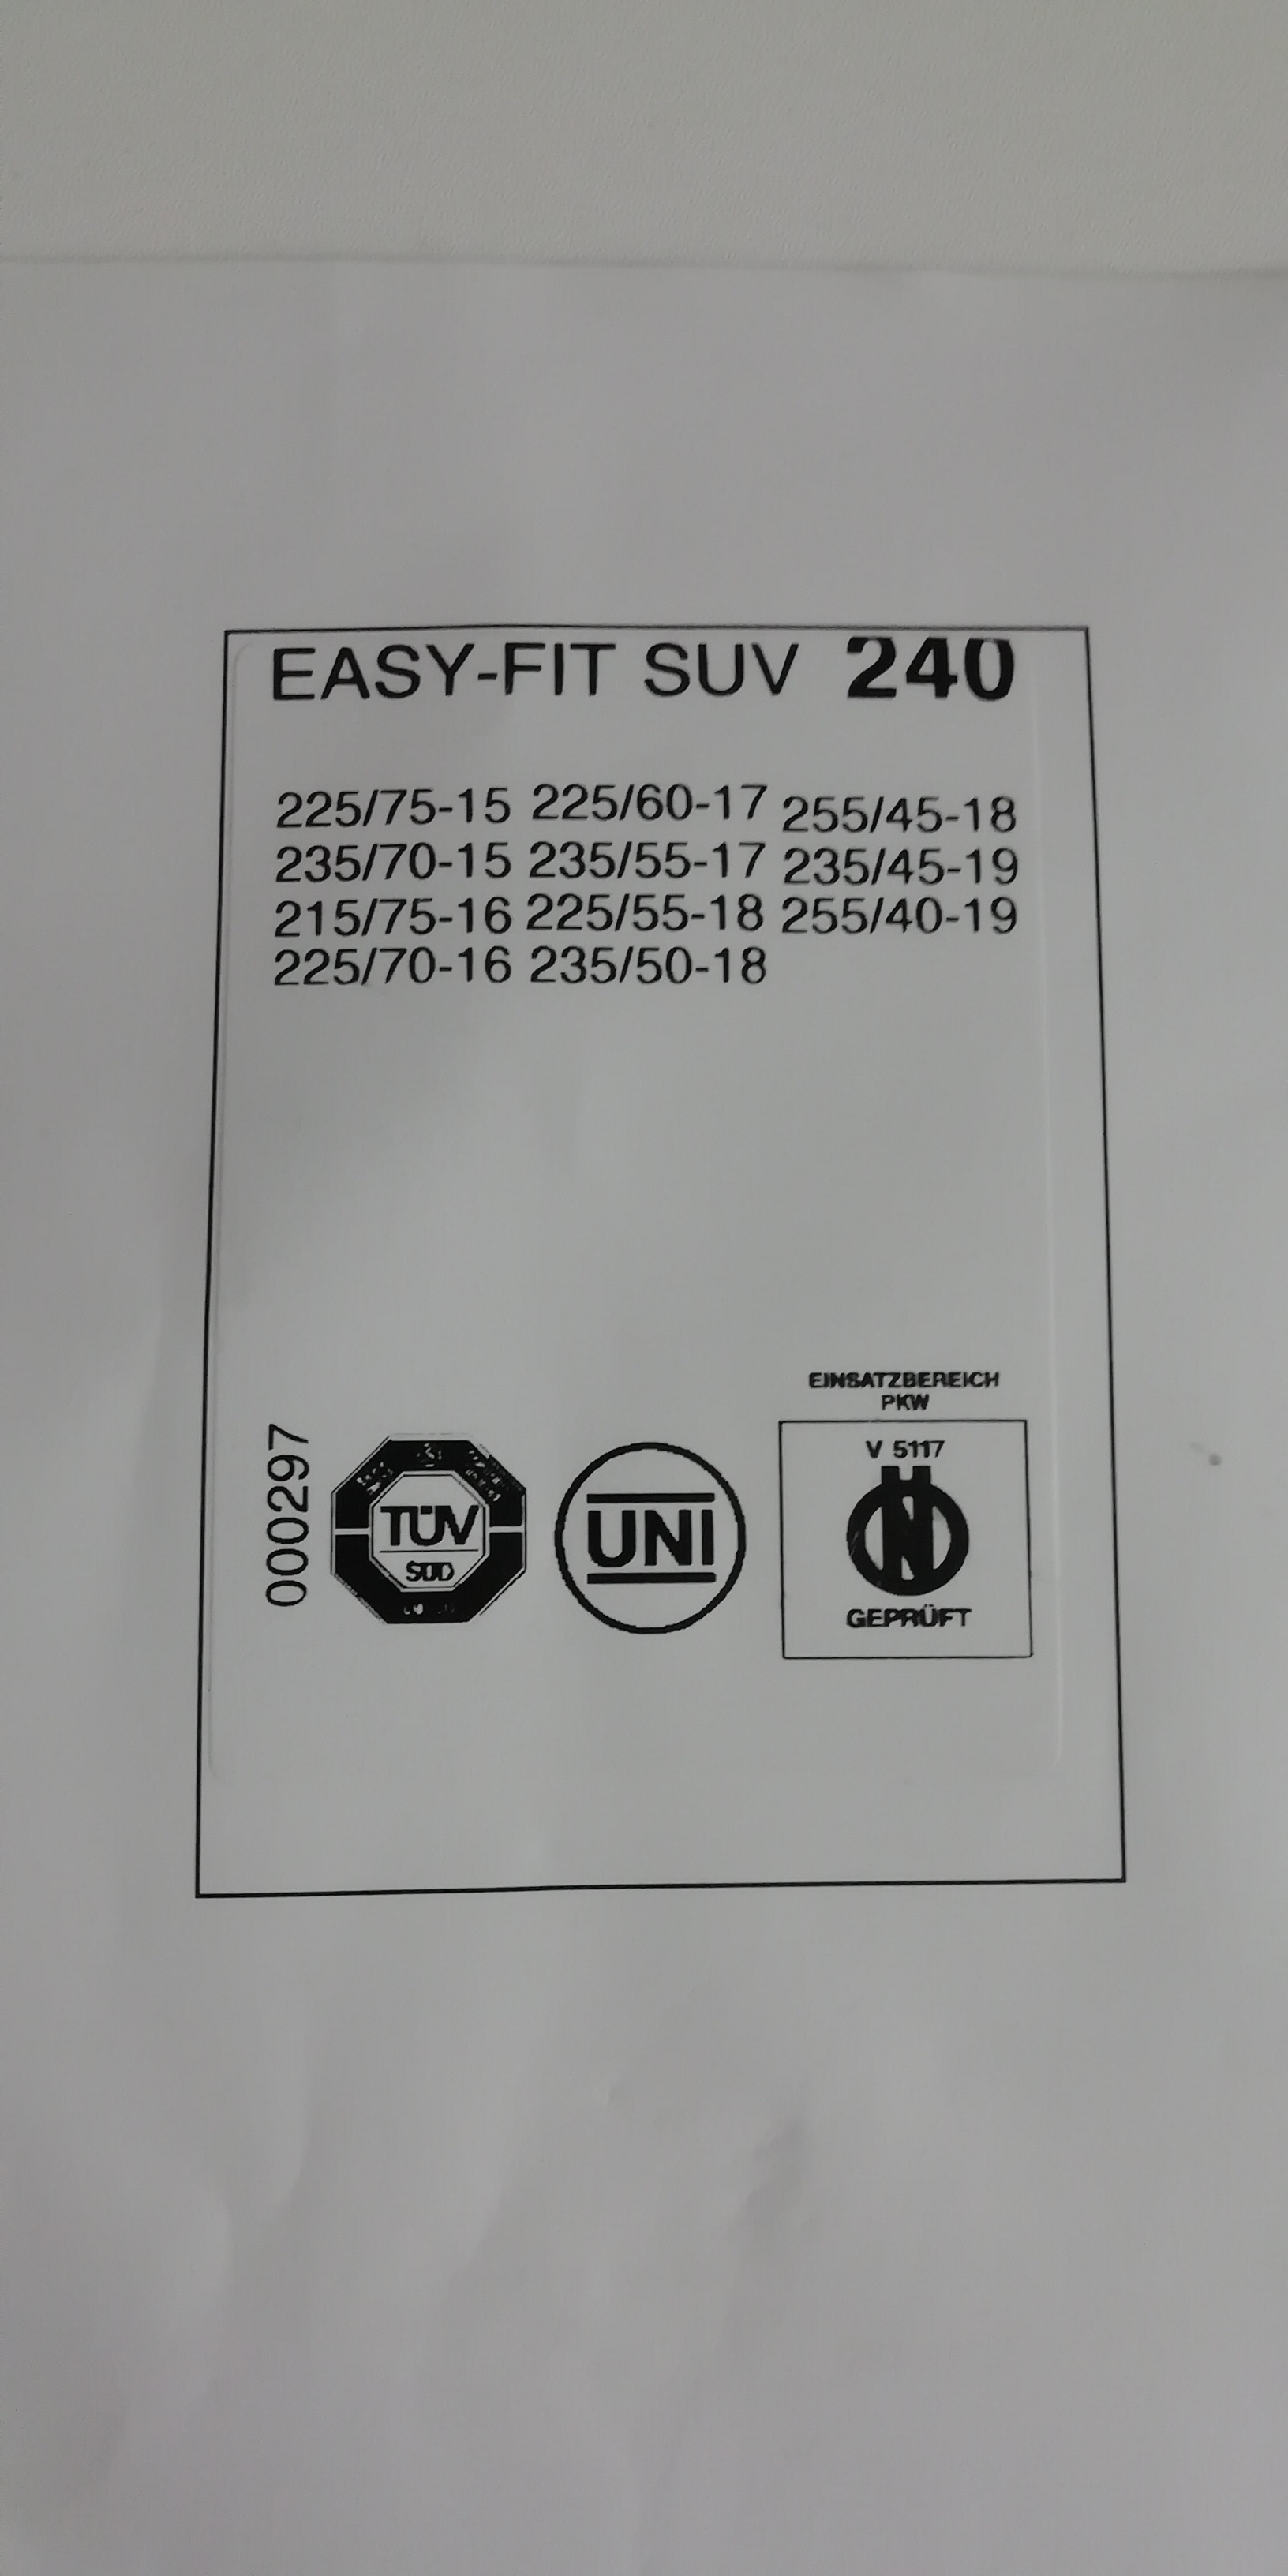 EASY-FIT SUV 240
225/75-15 225/60-17 255/45-18
235/70-15 235/55-17 235/45-19
215/75-16 225/55-18 255/40-19
225/70-16 235/50-18
000297
TÜV
SÜD
UNI
EINSATZBEREICH
PKW
V 5117
GEPRÜFT